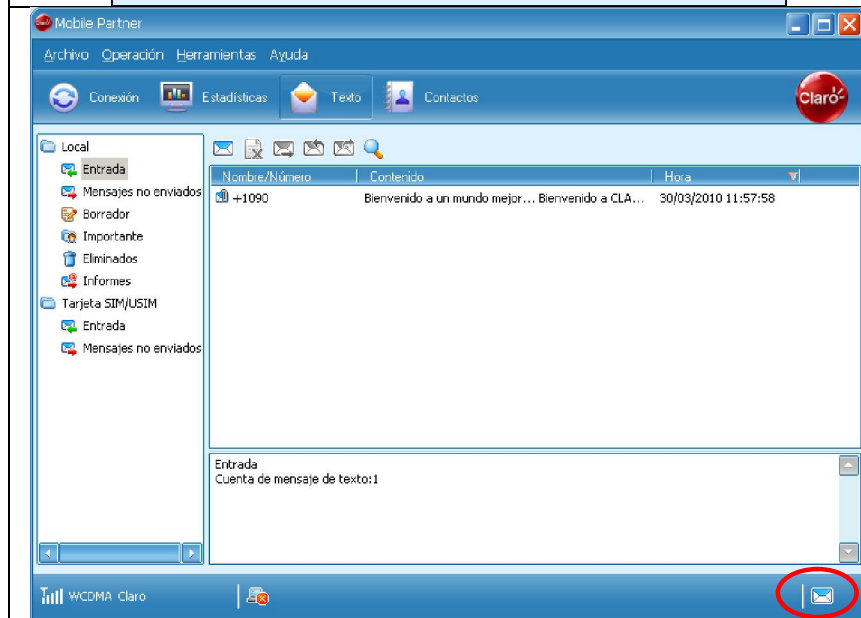 Mobile Partner
Archivo Operación Herramientas Ayuda
Conexión Estadísticas Texto Contactos
Claro
Local
Entrada
Mensajes no enviados
Borrador
Importante
Eliminados
Informes
Tarjeta SIM/USIM
Entrada
Mensajes no enviados
Nombre/Número Contenido Hora
+1090 Bienvenido a un mundo mejor... Bienvenido a CLA... 30/03/2010 11:57:58
Entrada
Cuenta de mensaje de texto:1
WCDMA Claro